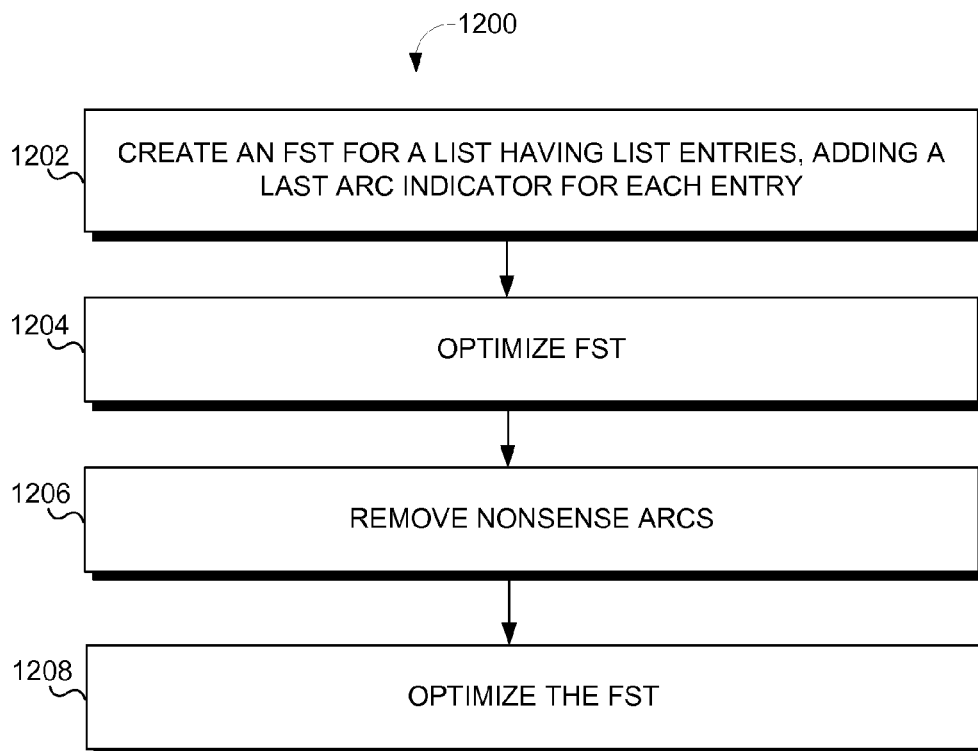 1200
1202
CREATE AN FST FOR A LIST HAVING LIST ENTRIES, ADDING A
LAST ARC INDICATOR FOR EACH ENTRY
1204
OPTIMIZE FST
1206
REMOVE NONSENSE ARCS
1208
OPTIMIZE THE FST